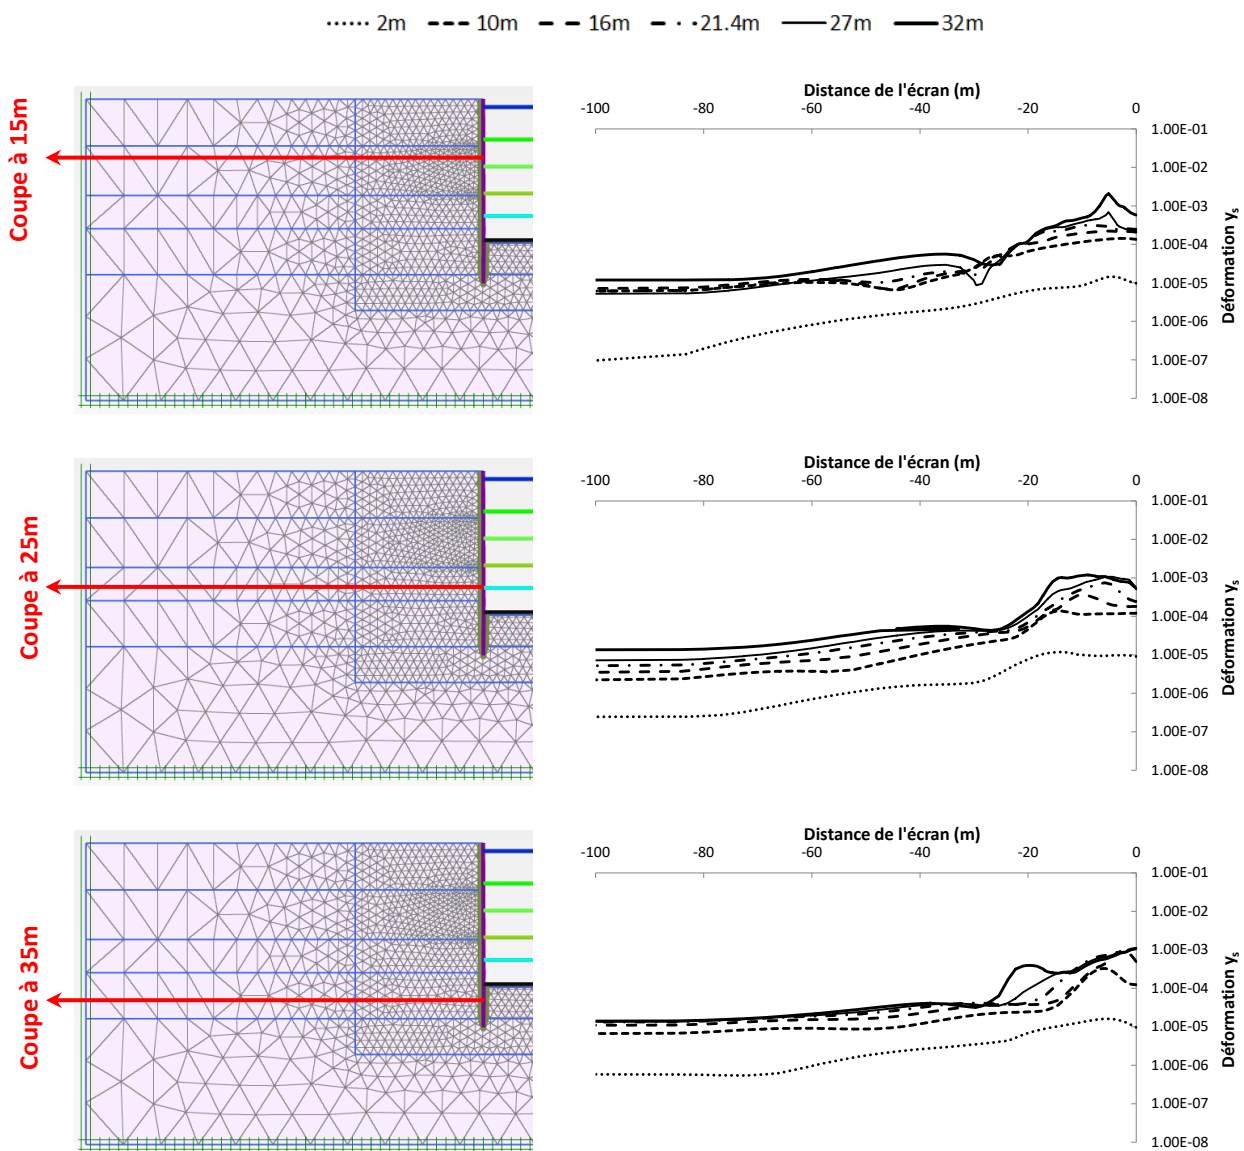 2m 10m 16m 21.4m 27m 32m
Coupe à 15m
Distance de l'écran (m)
-100 -80 -60 -40 -20 0
1.00E-01
1.00E-02
1.00E-03
1.00E-04
1.00E-05
1.00E-06
1.00E-07
1.00E-08
Déformation γs
Coupe à 25m
Distance de l'écran (m)
-100 -80 -60 -40 -20 0
1.00E-01
1.00E-02
1.00E-03
1.00E-04
1.00E-05
1.00E-06
1.00E-07
1.00E-08
Déformation γs
Coupe à 35m
Distance de l'écran (m)
-100 -80 -60 -40 -20 0
1.00E-01
1.00E-02
1.00E-03
1.00E-04
1.00E-05
1.00E-06
1.00E-07
1.00E-08
Déformation γs